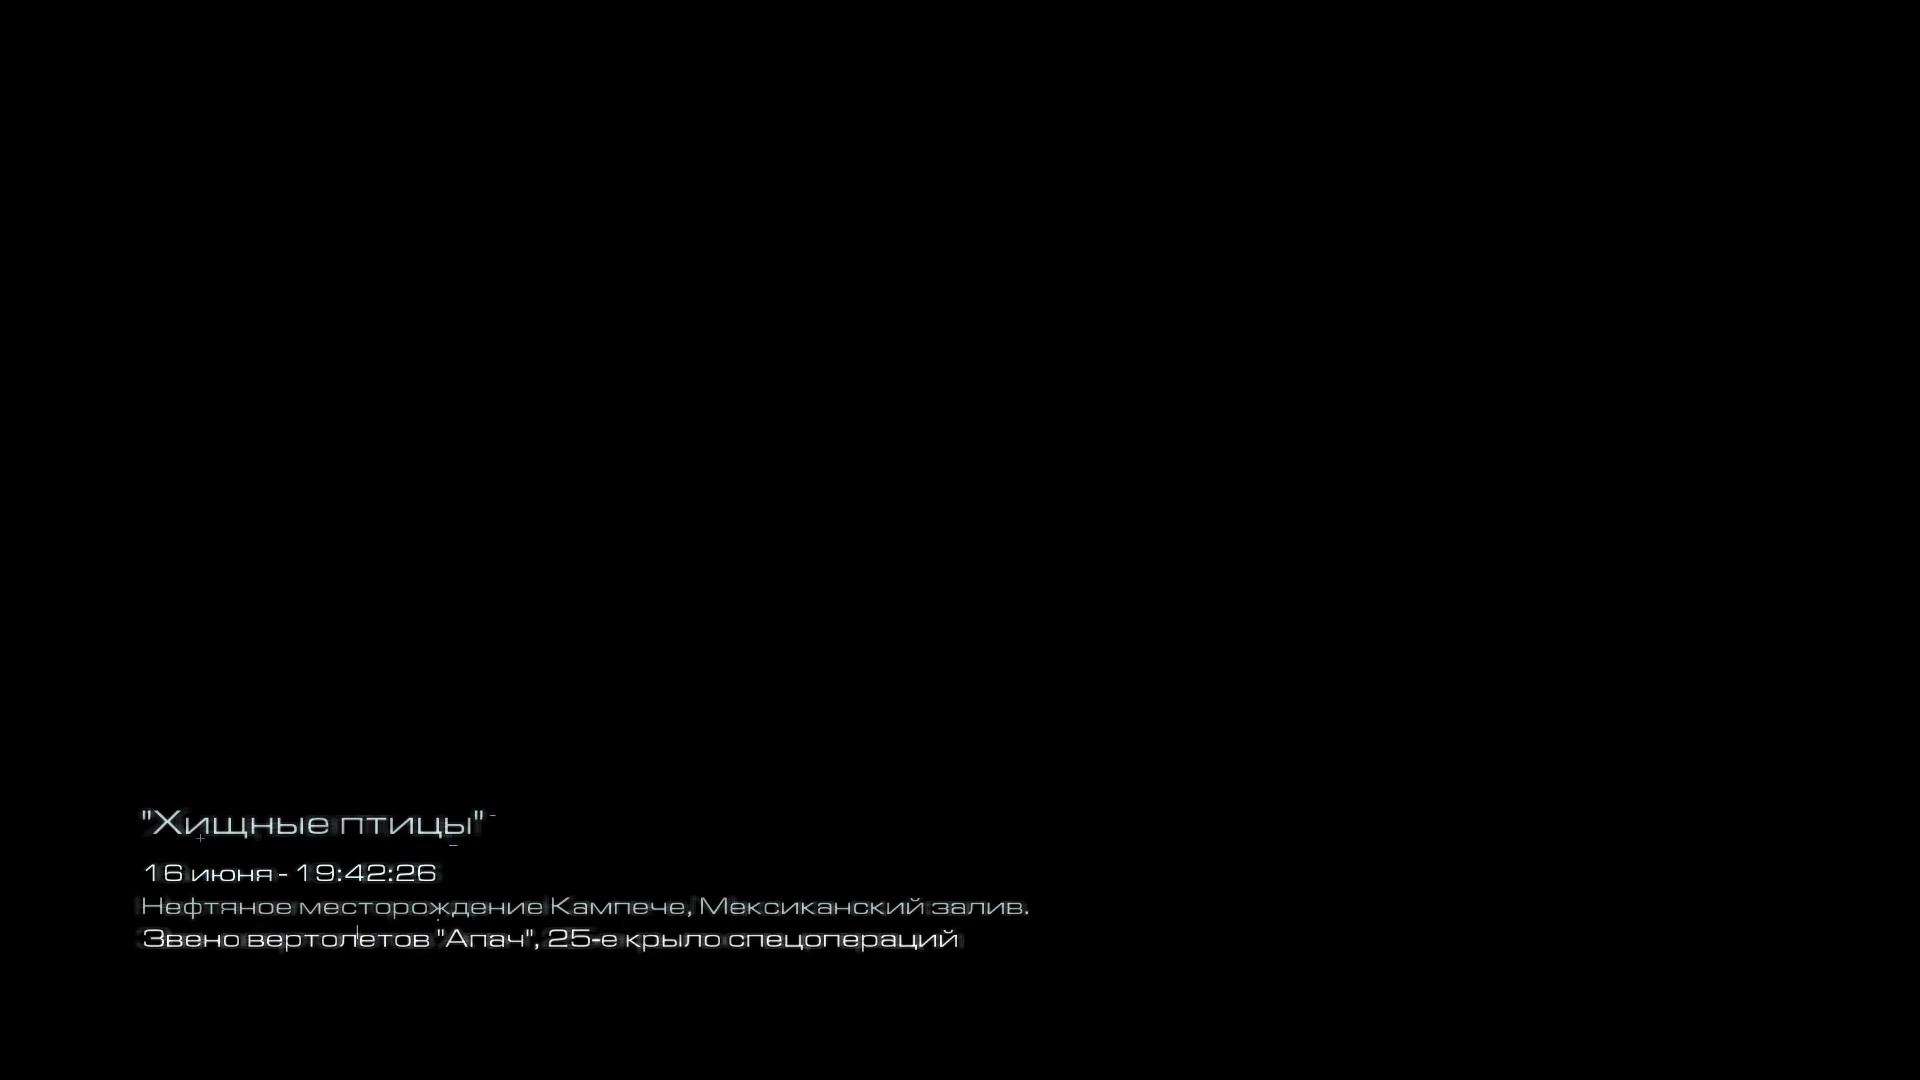 "Хищные птицы"
16 июня - 19:42:26
Нефтяное месторождение Кампече, Мексиканский залив.
Звено вертолетов "Апач", 25-е крыло спецопераций